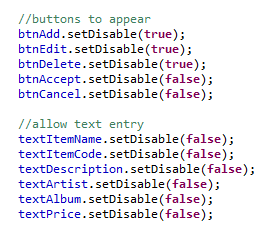 //buttons to appear
btnAdd.setDisable(true);
btnEdit.setDisable(true);
btnDelete.setDisable(true);
btnAccept.setDisable(false);
btnCancel.setDisable(false);
//allow text entry
textItemName.setDisable(false);
textItemCode.setDisable(false);
textDescription.setDisable(false);
textArtist.setDisable(false);
textAlbum.setDisable(false);
textPrice.setDisable(false);